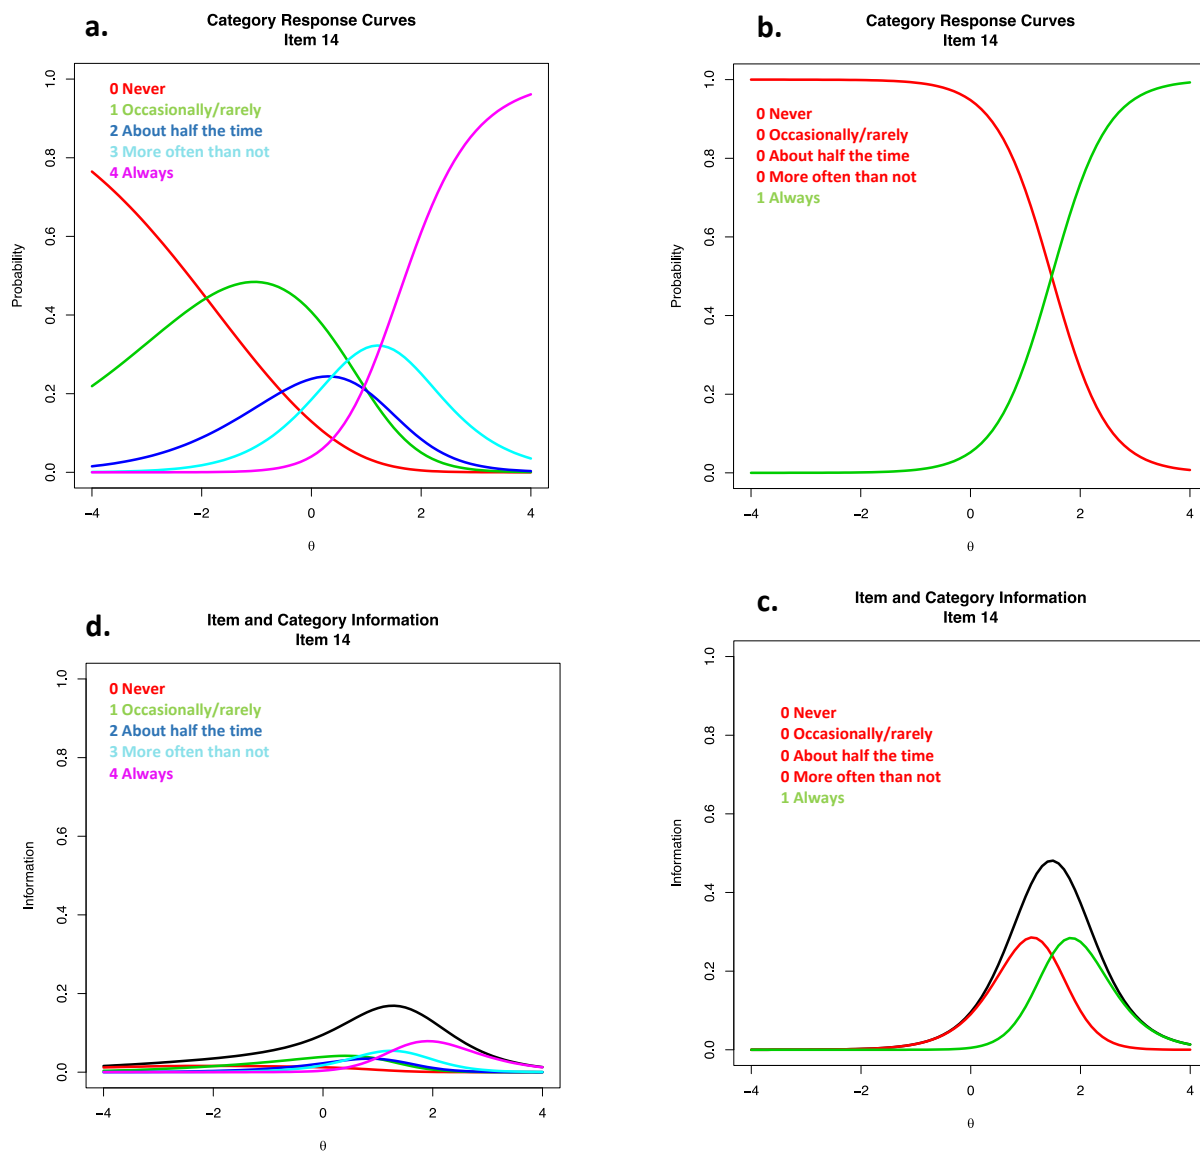 a.
Category Response Curves
Item 14
0 Never
1 Occasionally/rarely
2 About half the time
3 More often than not
4 Always
Probability
0.0 0.2 0.4 0.6 0.8 1.0
−4 −2 0 2 4
θ
b.
Category Response Curves
Item 14
0 Never
0 Occasionally/rarely
0 About half the time
0 More often than not
1 Always
Probability
0.0 0.2 0.4 0.6 0.8 1.0
−4 −2 0 2 4
θ
d.
Item and Category Information
Item 14
0 Never
1 Occasionally/rarely
2 About half the time
3 More often than not
4 Always
Information
0.0 0.2 0.4 0.6 0.8 1.0
−4 −2 0 2 4
θ
c.
Item and Category Information
Item 14
0 Never
0 Occasionally/rarely
0 About half the time
0 More often than not
1 Always
Information
0.0 0.2 0.4 0.6 0.8 1.0
−4 −2 0 2 4
θ